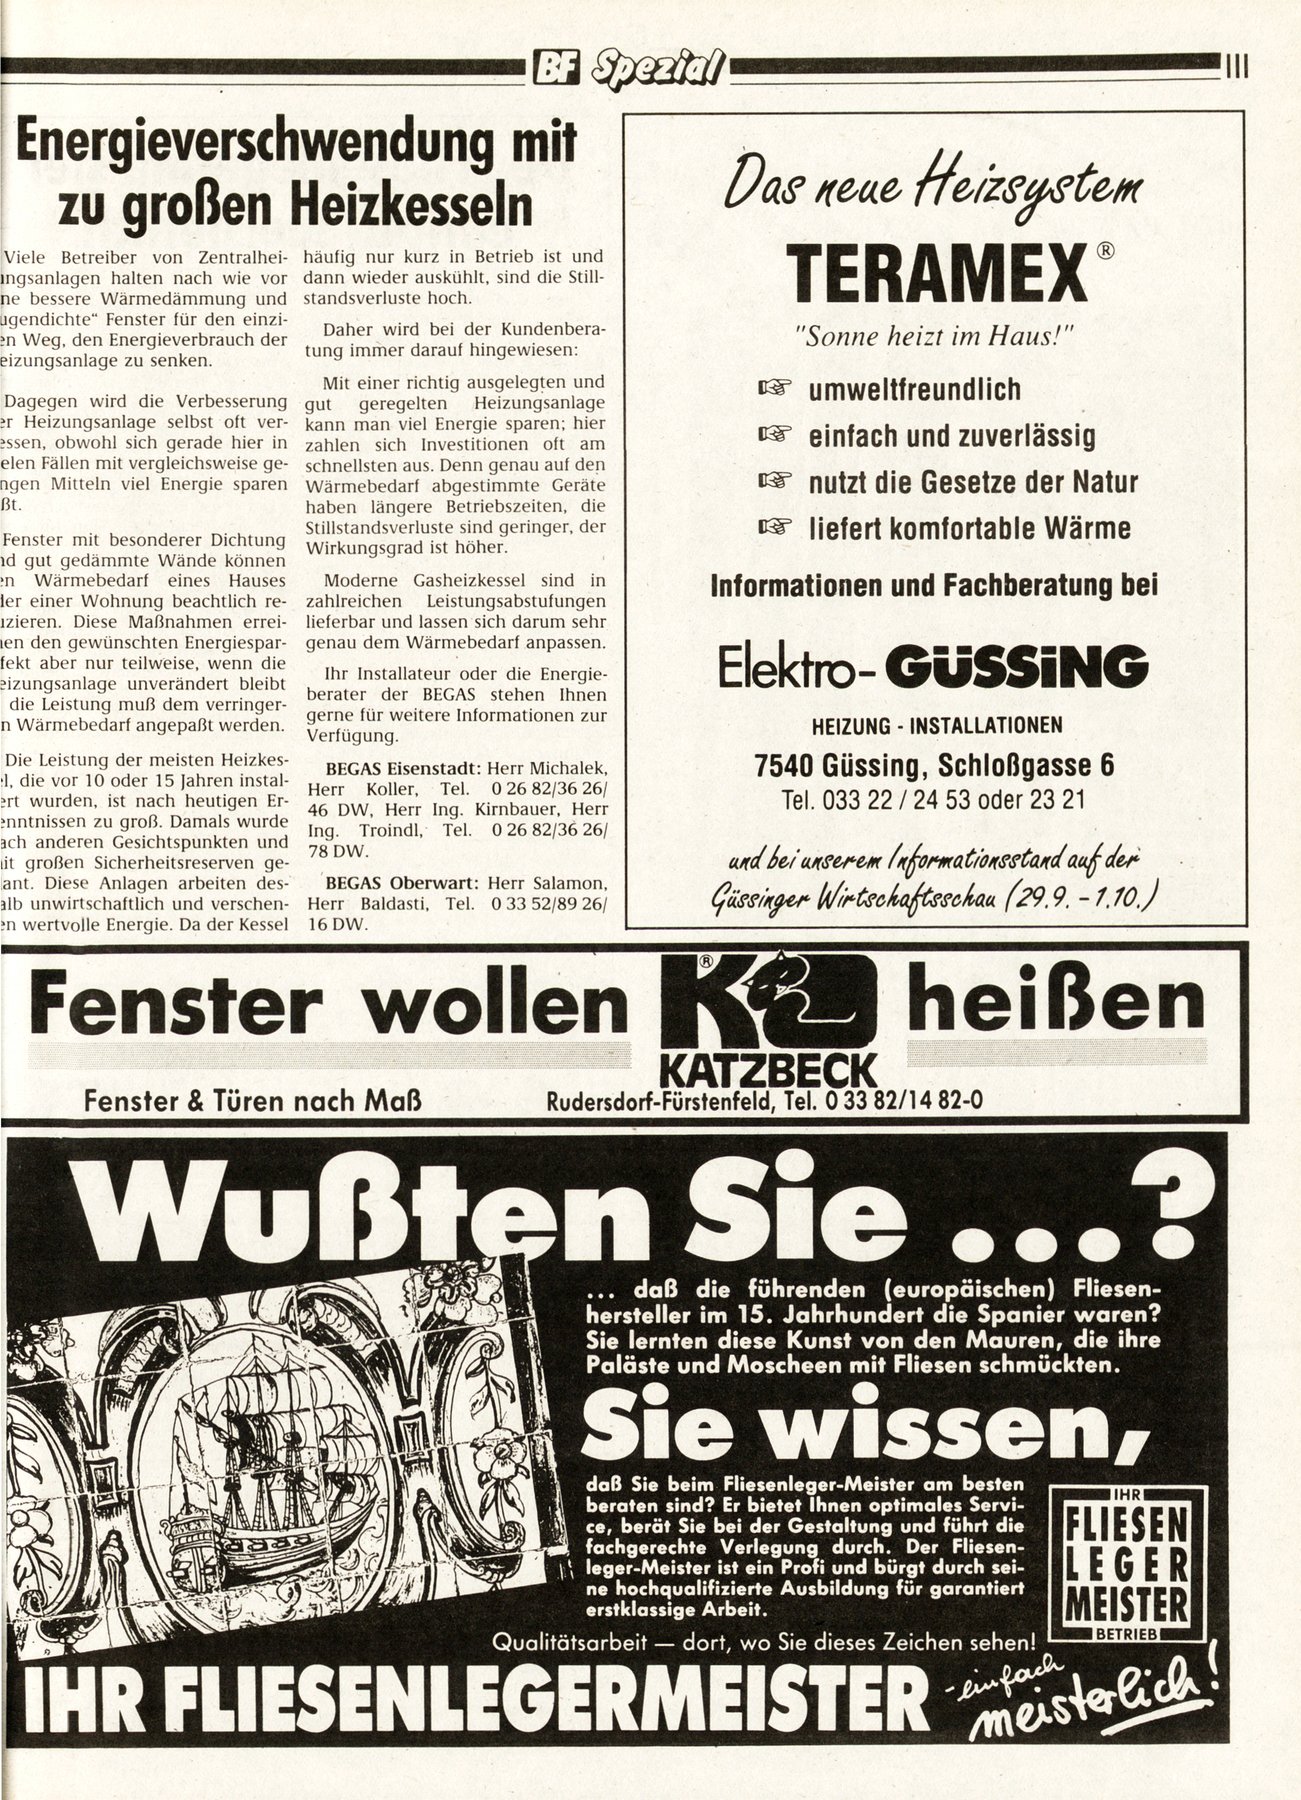 BF Spezial
III
Energieverschwendung mit
zu großen Heizkesseln
Viele Betreiber von Zentralhei-
ngsanlagen halten nach wie vor
ne bessere Wärmedämmung und
ugendichte“ Fenster für den einzi-
en Weg, den Energieverbrauch der
eizungsanlage zu senken.
Dagegen wird die Verbesserung
er Heizungsanlage selbst oft ver-
essen, obwohl sich gerade hier in
elen Fällen mit vergleichsweise ge-
ngen Mitteln viel Energie sparen
ßt.
Fenster mit besonderer Dichtung
nd gut gedämmte Wände können
en Wärmebedarf eines Hauses
der einer Wohnung beachtlich re-
uzieren. Diese Maßnahmen errei-
en den gewünschten Energiespar-
fekt aber nur teilweise, wenn die
eizungsanlage unverändert bleibt
die Leistung muß dem verringer-
n Wärmebedarf angepaßt werden.
Die Leistung der meisten Heizkes-
l, die vor 10 oder 15 Jahren instal-
ert wurden, ist nach heutigen Er-
enntnissen zu groß. Damals wurde
ach anderen Gesichtspunkten und
it großen Sicherheitsreserven ge-
ant. Diese Anlagen arbeiten des-
alb unwirtschaftlich und verschen-
en wertvolle Energie. Da der Kessel
häufig nur kurz in Betrieb ist und
dann wieder auskühlt, sind die Still-
standsverluste hoch.
Daher wird bei der Kundenbera-
tung immer darauf hingewiesen:
Mit einer richtig ausgelegten und
gut geregelten Heizungsanlage
kann man viel Energie sparen; hier
zahlen sich Investitionen oft am
schnellsten aus. Denn genau auf den
Wärmebedarf abgestimmte Geräte
haben längere Betriebszeiten, die
Stillstandsverluste sind geringer, der
Wirkungsgrad ist höher.
Moderne Gasheizkessel sind in
zahlreichen Leistungsabstufungen
lieferbar und lassen sich darum sehr
genau dem Wärmebedarf anpassen.
Ihr Installateur oder die Energie-
berater der BEGAS stehen Ihnen
gerne für weitere Informationen zur
Verfügung.
BEGAS Eisenstadt: Herr Michalek,
Herr Koller, Tel. 0 26 82/36 26/
46 DW, Herr Ing. Kirnbauer, Herr
Ing. Troindl, Tel. 0 26 82/36 26/
78 DW.
BEGAS Oberwart: Herr Salamon,
Herr Baldasti, Tel. 0 33 52/89 26/
16 DW.
Das neue Heizsystem
TERAMEX®
"Sonne heizt im Haus!"
☞ umweltfreundlich
☞ einfach und zuverlässig
☞ nutzt die Gesetze der Natur
☞ liefert komfortable Wärme
Informationen und Fachberatung bei
Elektro-GÜSSING
HEIZUNG - INSTALLATIONEN
7540 Güssing, Schloßgasse 6
Tel. 033 22 / 24 53 oder 23 21
und bei unserem Informationsstand auf der
Güssinger Wirtschaftsschau (29.9. - 1.10.)
Fenster wollen K® heißen
KATZBECK
Fenster & Türen nach Maß
Rudersdorf-Fürstenfeld, Tel. 0 33 82/14 82-0
Wußten Sie ...?
... daß die führenden (europäischen) Fliesen-
hersteller im 15. Jahrhundert die Spanier waren?
Sie lernten diese Kunst von den Mauren, die ihre
Paläste und Moscheen mit Fliesen schmückten.
Sie wissen,
daß Sie beim Fliesenleger-Meister am besten
beraten sind? Er bietet Ihnen optimales Servi-
ce, berät Sie bei der Gestaltung und führt die
fachgerechte Verlegung durch. Der Fliesen-
leger-Meister ist ein Profi und bürgt durch sei-
ne hochqualifizierte Ausbildung für garantiert
erstklassige Arbeit.
IHR
FLIESEN
LEGER
MEISTER
BETRIEB
Qualitätsarbeit — dort, wo Sie dieses Zeichen sehen!
IHR FLIESENLEGERMEISTER
- einfach
meisterlich!